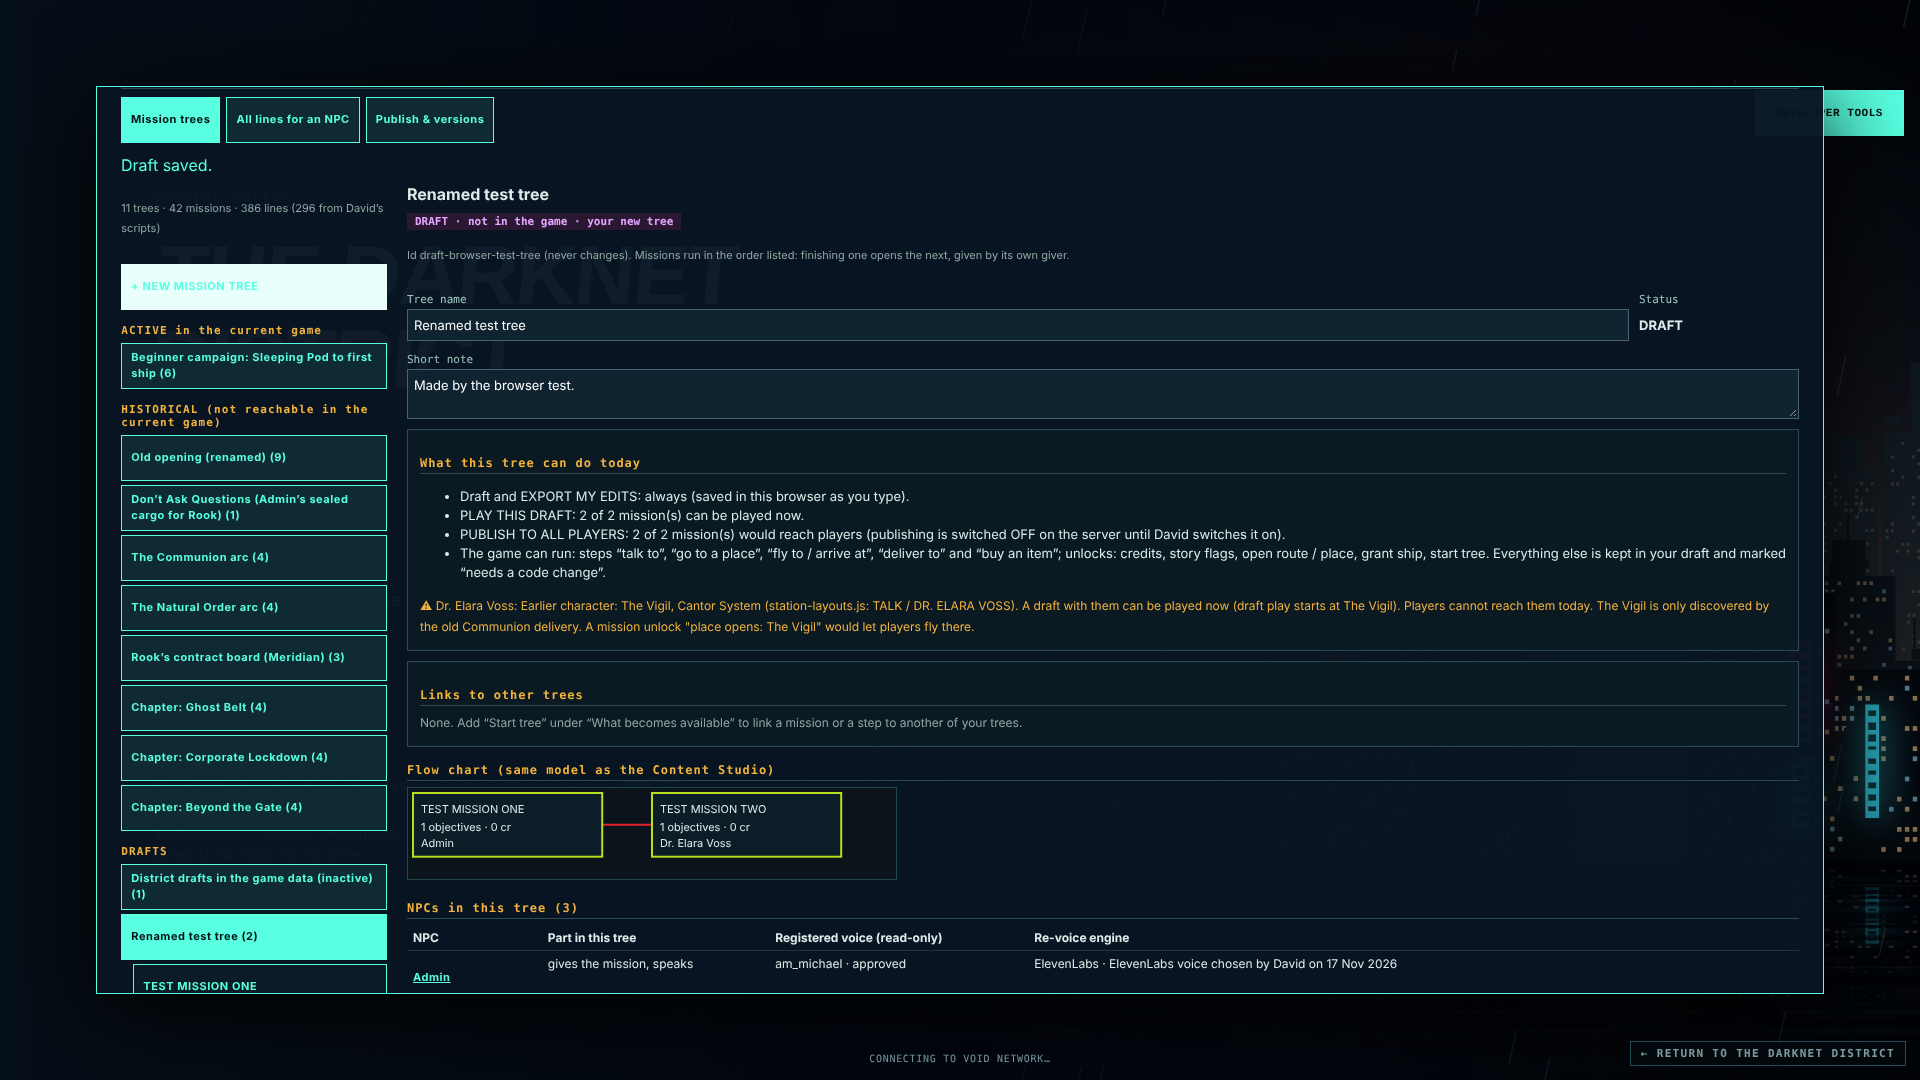 Mission trees
All lines for an NPC
Publish & versions
DEVELOPER TOOLS
Draft saved.
11 trees · 42 missions · 386 lines (296 from David’s
scripts)
+ NEW MISSION TREE
ACTIVE in the current game
Beginner campaign: Sleeping Pod to first
ship (6)
HISTORICAL (not reachable in the
current game)
Old opening (renamed) (9)
Don’t Ask Questions (Admin’s sealed
cargo for Rook) (1)
The Communion arc (4)
The Natural Order arc (4)
Rook’s contract board (Meridian) (3)
Chapter: Ghost Belt (4)
Chapter: Corporate Lockdown (4)
Chapter: Beyond the Gate (4)
DRAFTS
District drafts in the game data (inactive)
(1)
Renamed test tree (2)
TEST MISSION ONE
THE DARKNET
DISTRICT
Renamed test tree
DRAFT · not in the game · your new tree
Id draft-browser-test-tree (never changes). Missions run in the order listed: finishing one opens the next, given by its own giver.
Tree name
Status
Renamed test tree
DRAFT
Short note
Made by the browser test.
What this tree can do today
• Draft and EXPORT MY EDITS: always (saved in this browser as you type).
• PLAY THIS DRAFT: 2 of 2 mission(s) can be played now.
• PUBLISH TO ALL PLAYERS: 2 of 2 mission(s) would reach players (publishing is switched OFF on the server until David switches it on).
• The game can run: steps “talk to”, “go to a place”, “fly to / arrive at”, “deliver to” and “buy an item”; unlocks: credits, story flags, open route / place, grant ship, start tree. Everything else is kept in your draft and marked
“needs a code change”.
⚠ Dr. Elara Voss: Earlier character: The Vigil, Cantor System (station-layouts.js: TALK / DR. ELARA VOSS). A draft with them can be played now (draft play starts at The Vigil). Players cannot reach them today. The Vigil is only discovered by
the old Communion delivery. A mission unlock "place opens: The Vigil" would let players fly there.
Links to other trees
None. Add “Start tree” under “What becomes available” to link a mission or a step to another of your trees.
Flow chart (same model as the Content Studio)
TEST MISSION ONE
1 objectives · 0 cr
Admin
TEST MISSION TWO
1 objectives · 0 cr
Dr. Elara Voss
NPCs in this tree (3)
NPC
Part in this tree
Registered voice (read-only)
Re-voice engine
Admin
gives the mission, speaks
am_michael · approved
ElevenLabs · ElevenLabs voice chosen by David on 17 Nov 2026
CONNECTING TO VOID NETWORK…
← RETURN TO THE DARKNET DISTRICT